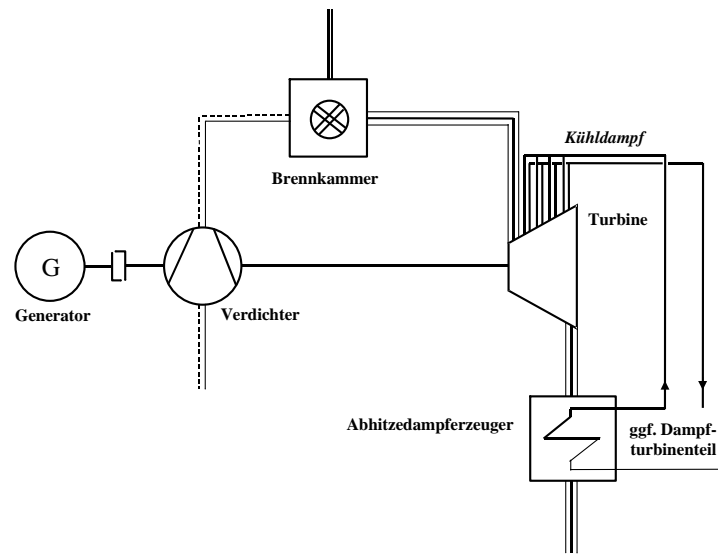 Kühldampf
Brennkammer
Turbine
G
Generator
Verdichter
Abhitzedampferzeuger
ggf. Dampf-
turbinenteil